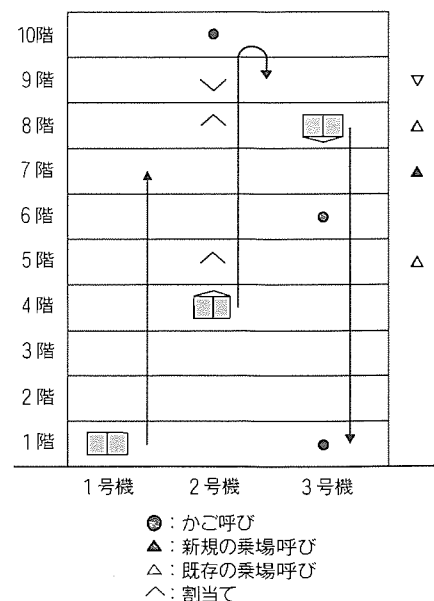 10階
9階
8階
7階
6階
5階
4階
3階
2階
1階
1号機 2号機 3号機
●：かご呼び
▲：新規の乗場呼び
△：既存の乗場呼び
へ：割当て